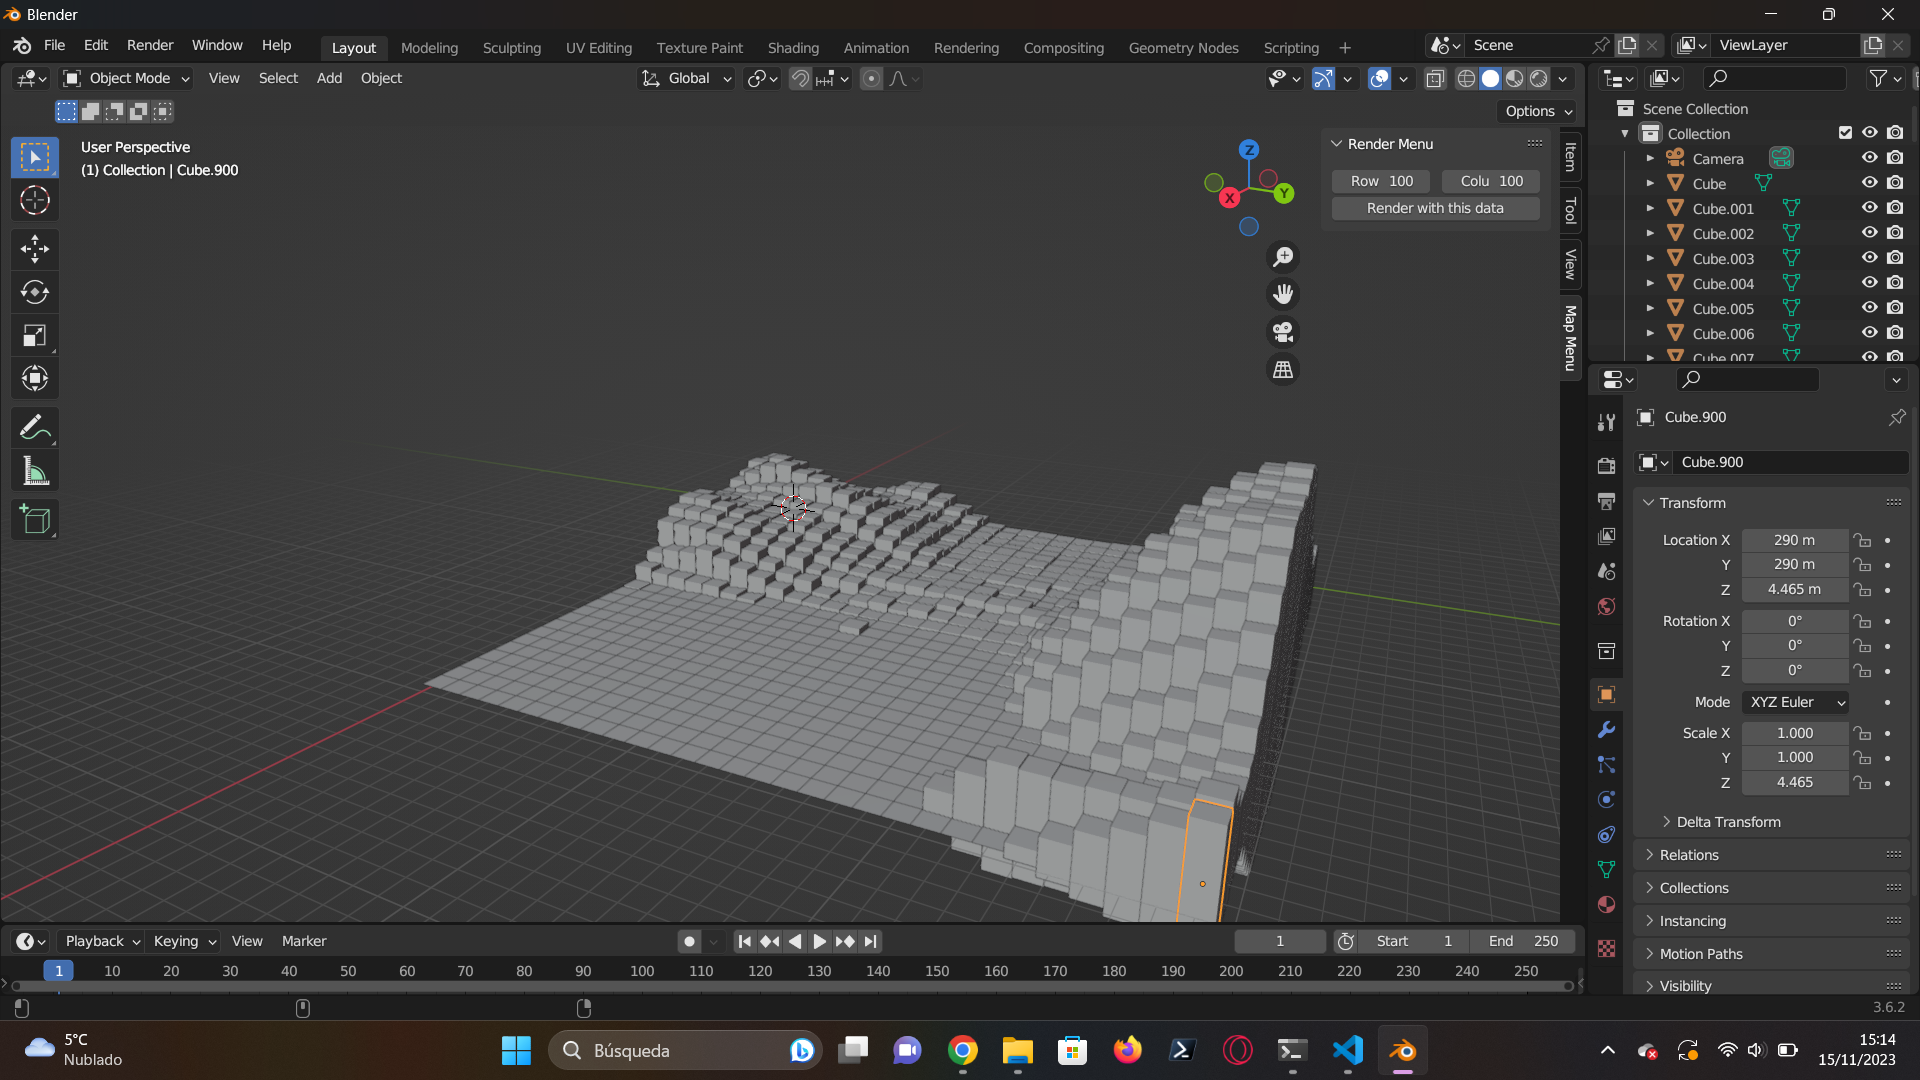 Blender
File Edit Render Window Help
Layout Modeling Sculpting UV Editing Texture Paint Shading Animation Rendering Compositing Geometry Nodes Scripting +
Scene
ViewLayer
Object Mode View Select Add Object
Global
Options
User Perspective
(1) Collection | Cube.900
Z
X
Y
Render Menu
Row 100
Colu 100
Render with this data
Item
Tool
View
Map Menu
Scene Collection
Collection
Camera
Cube
Cube.001
Cube.002
Cube.003
Cube.004
Cube.005
Cube.006
Cube.007
Cube.900
Cube.900
Transform
Location X 290 m
Y 290 m
Z 4.465 m
Rotation X 0°
Y 0°
Z 0°
Mode XYZ Euler
Scale X 1.000
Y 1.000
Z 4.465
Delta Transform
Relations
Collections
Instancing
Motion Paths
Visibility
Playback Keying View Marker
1
Start 1
End 250
1 10 20 30 40 50 60 70 80 90 100 110 120 130 140 150 160 170 180 190 200 210 220 230 240 250
3.6.2
5°C
Nublado
Búsqueda
15:14
15/11/2023